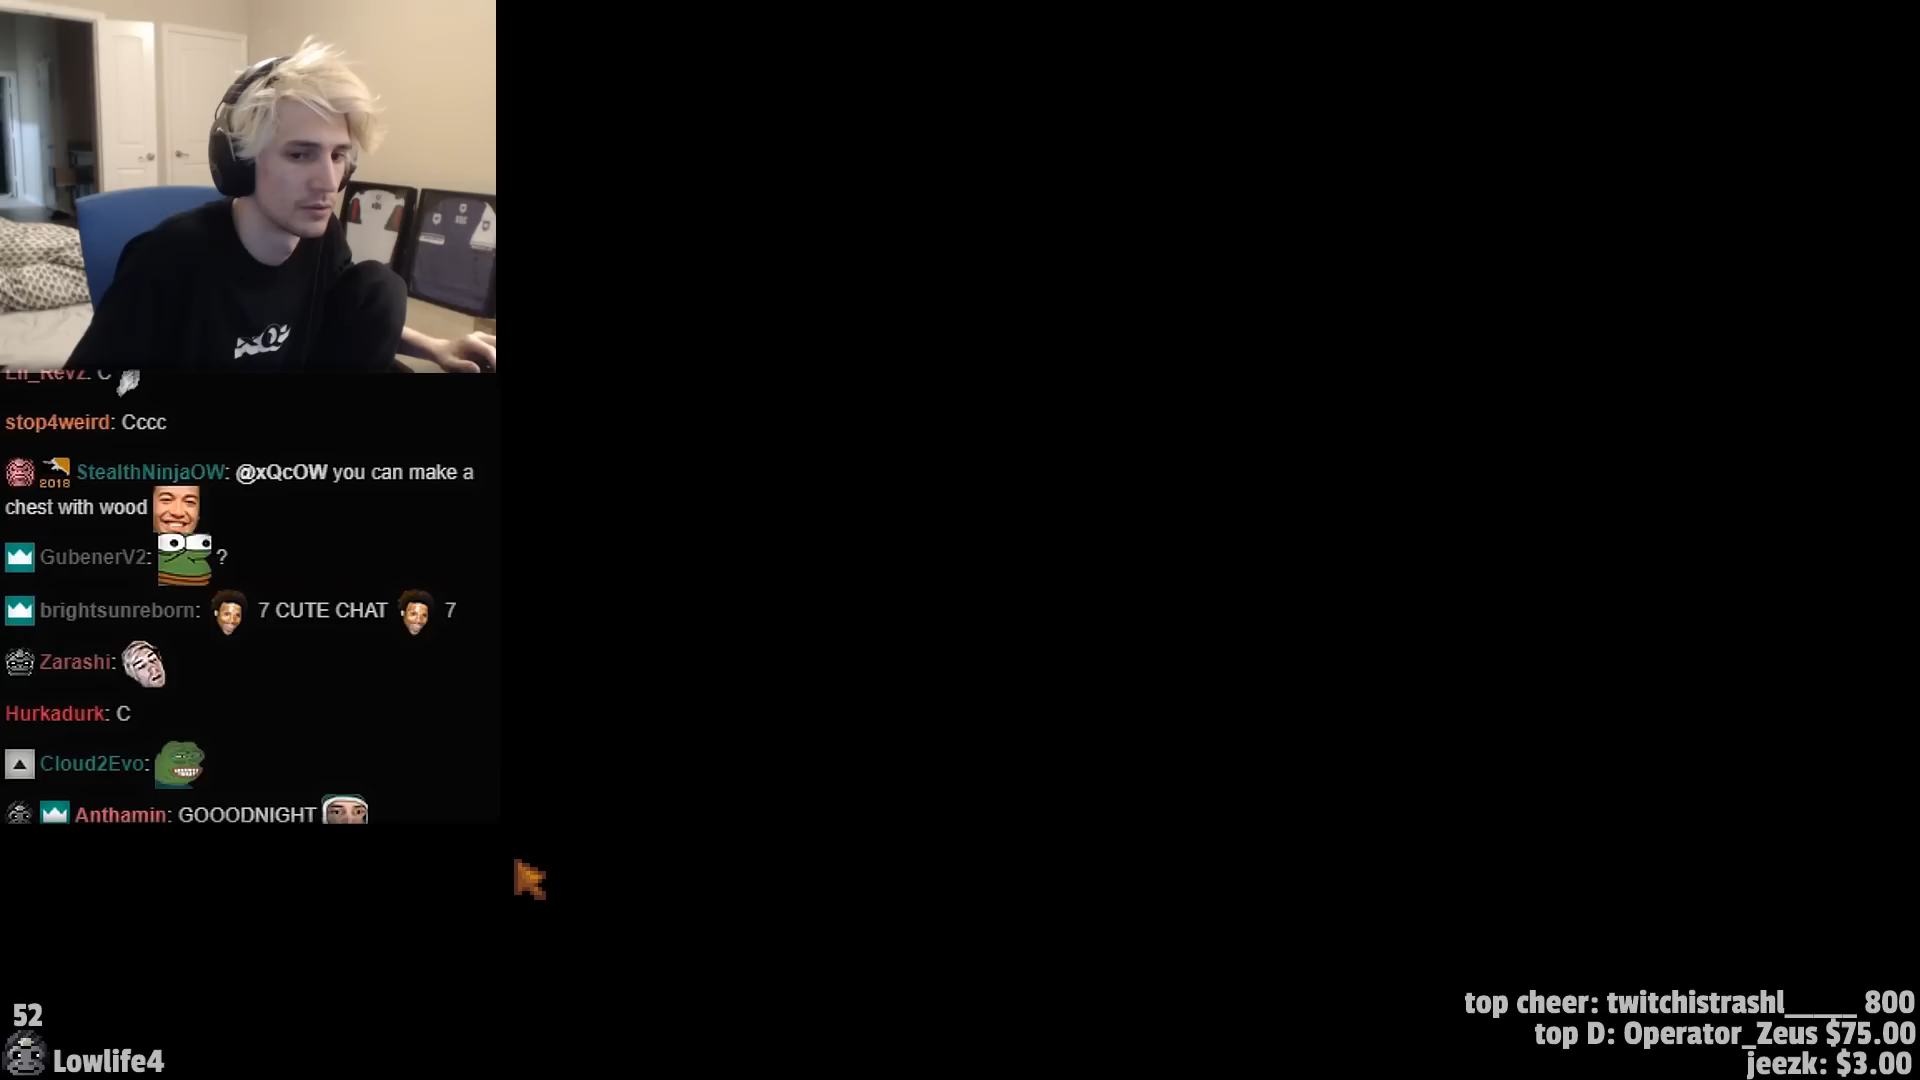 Lil_RevZ: C
stop4weird: Cccc
2018 StealthNinjaOW: @xQcOW you can make a
chest with wood
GubenerV2: ?
brightsunreborn: 7 CUTE CHAT 7
Zarashi:
Hurkadurk: C
Cloud2Evo:
Anthamin: GOOODNIGHT
52
Lowlife4
top cheer: twitchistrashl_____ 800
top D: Operator_Zeus $75.00
jeezk: $3.00